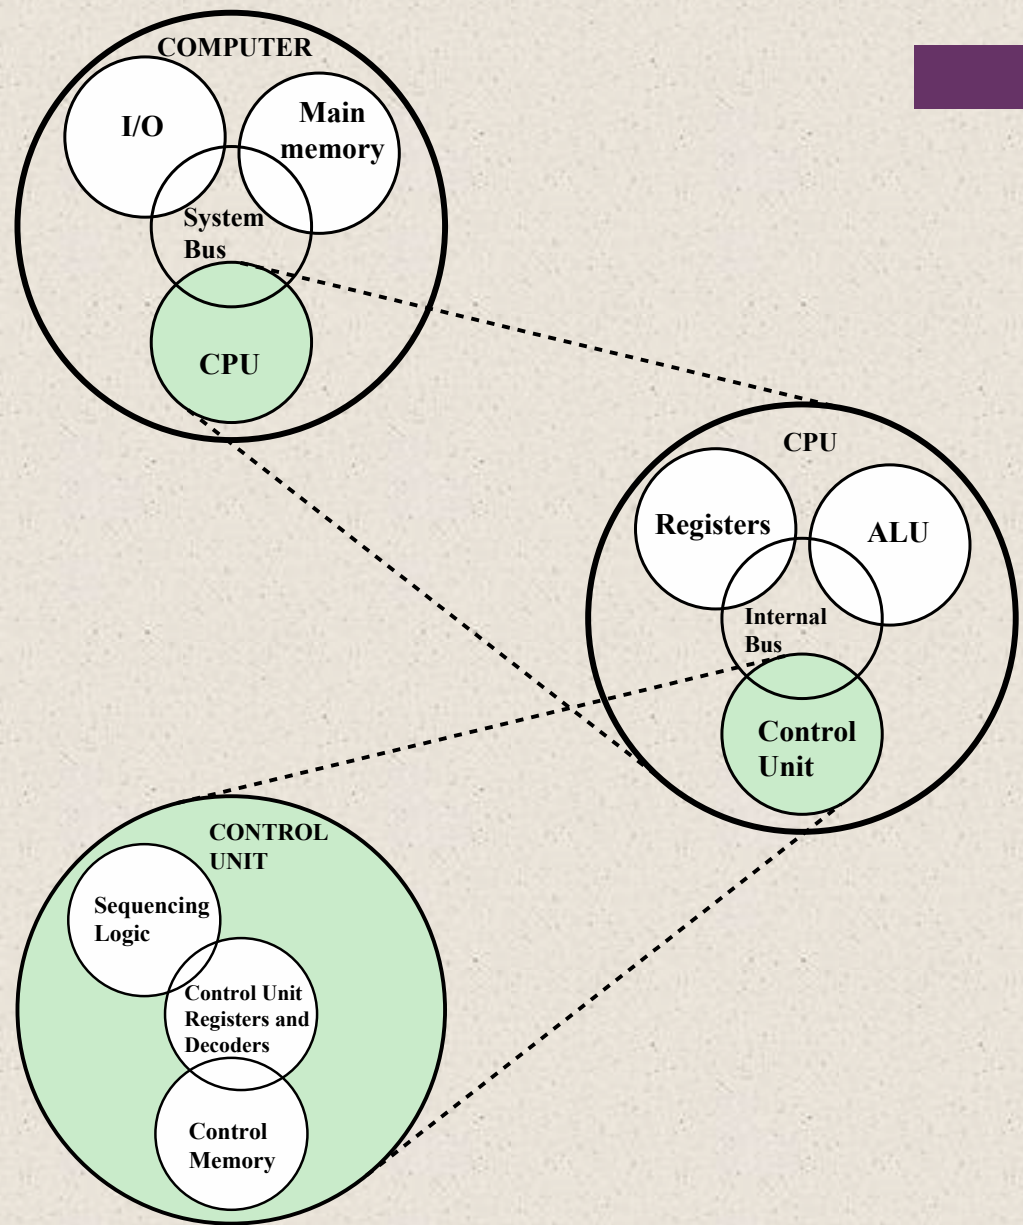 COMPUTER
I/O
Main
memory
System
Bus
CPU
CPU
Registers
ALU
Internal
Bus
Control
Unit
CONTROL
UNIT
Sequencing
Logic
Control Unit
Registers and
Decoders
Control
Memory